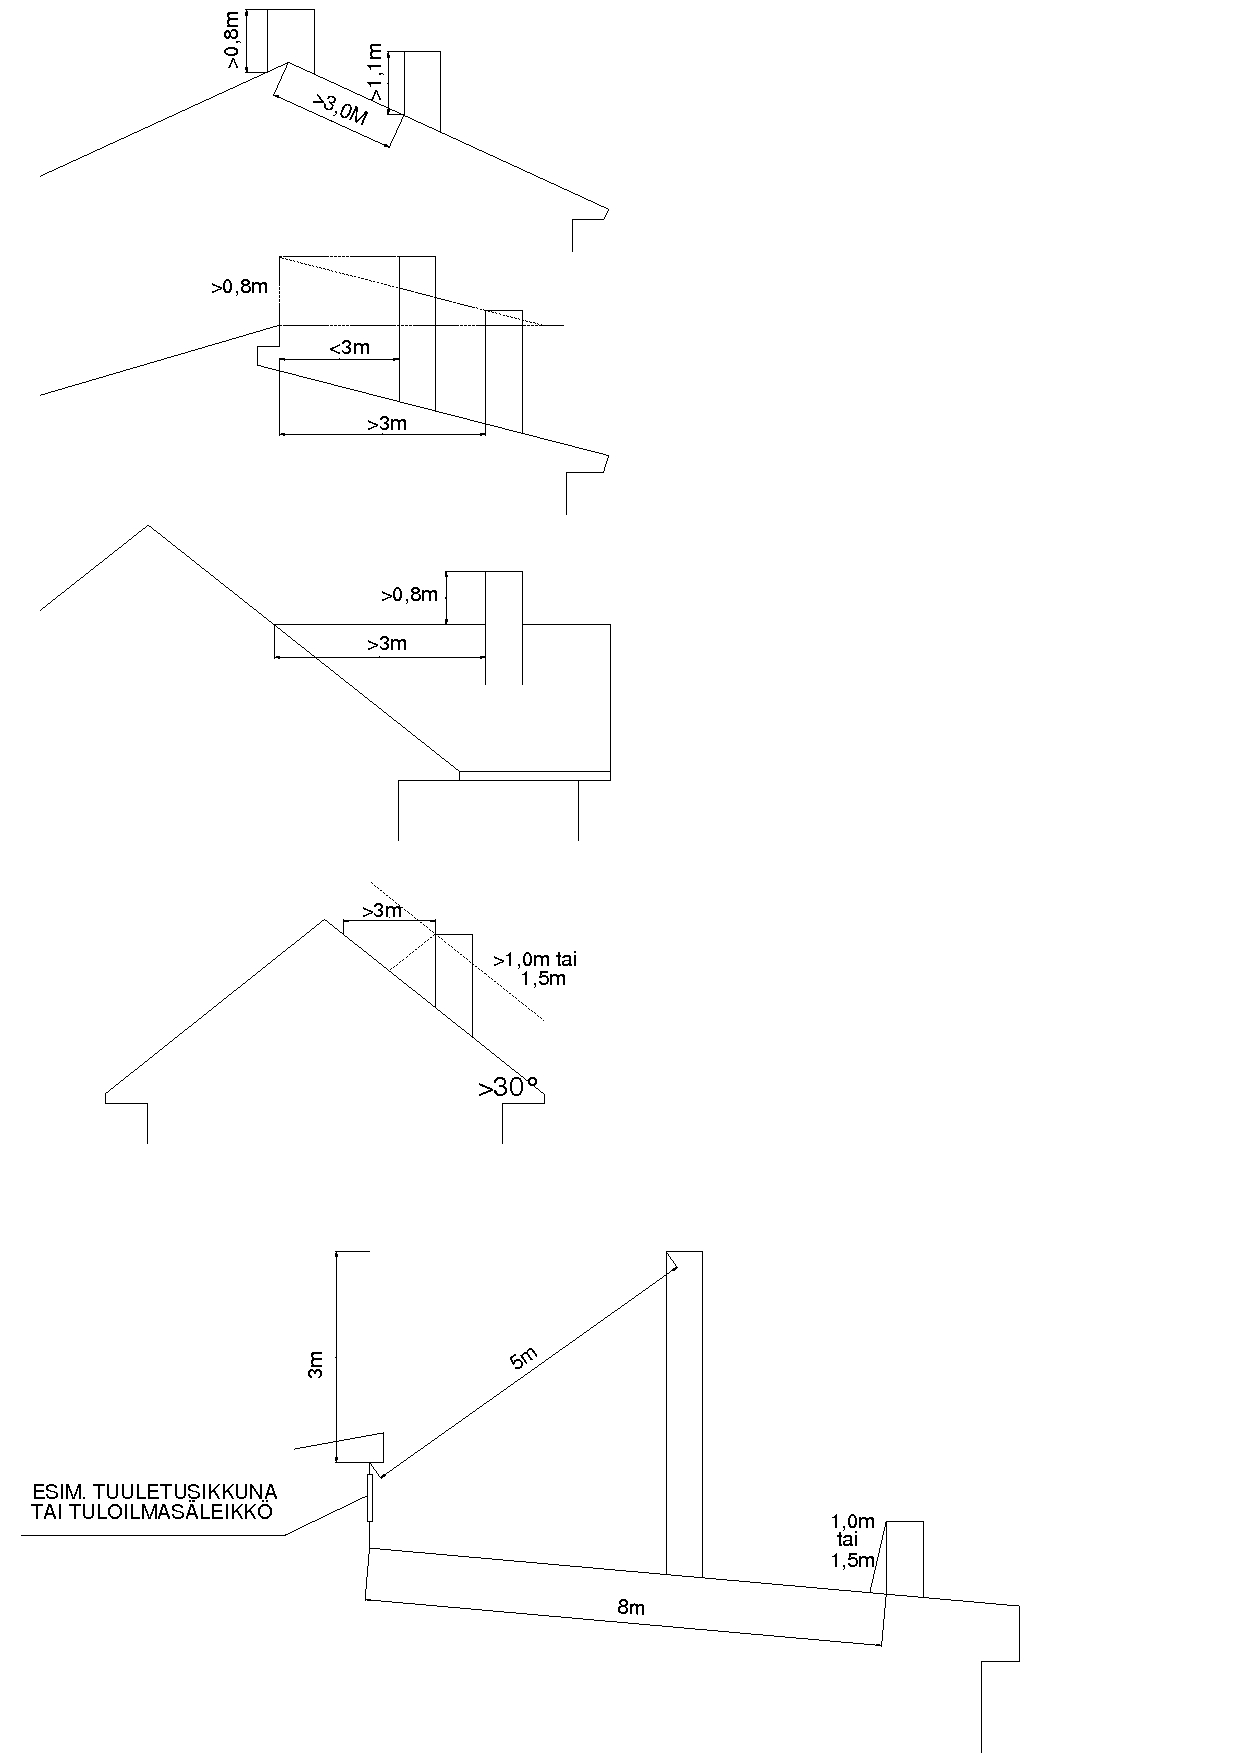 >0,8m
>1,1m
>3,0M
>0,8m
<3m
>3m
>0,8m
>3m
>3m
>1,0m tai
1,5m
>30°
3m
5m
ESIM. TUULETUSIKKUNA
TAI TULOILMASÄLEIKKÖ
1,0m
tai
1,5m
8m